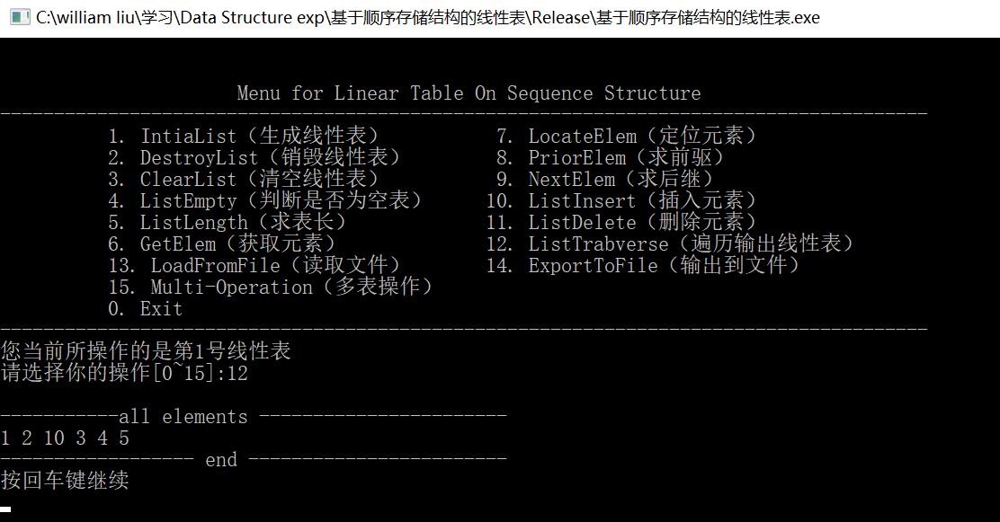 C:\william liu\学习\Data Structure exp\基于顺序存储结构的线性表\Release\基于顺序存储结构的线性表.exe
Menu for Linear Table On Sequence Structure
-------------------------------------------------------------------------------------
1. IntiaList（生成线性表） 7. LocateElem（定位元素）
2. DestroyList（销毁线性表） 8. PriorElem（求前驱）
3. ClearList（清空线性表） 9. NextElem（求后继）
4. ListEmpty（判断是否为空表） 10. ListInsert（插入元素）
5. ListLength（求表长） 11. ListDelete（删除元素）
6. GetElem（获取元素） 12. ListTrabverse（遍历输出线性表）
13. LoadFromFile（读取文件） 14. ExportToFile（输出到文件）
15. Multi-Operation（多表操作）
0. Exit
-------------------------------------------------------------------------------------
您当前所操作的是第1号线性表
请选择你的操作[0~15]:12
-----------all elements -----------------------
1 2 10 3 4 5
------------------ end ------------------------
按回车键继续